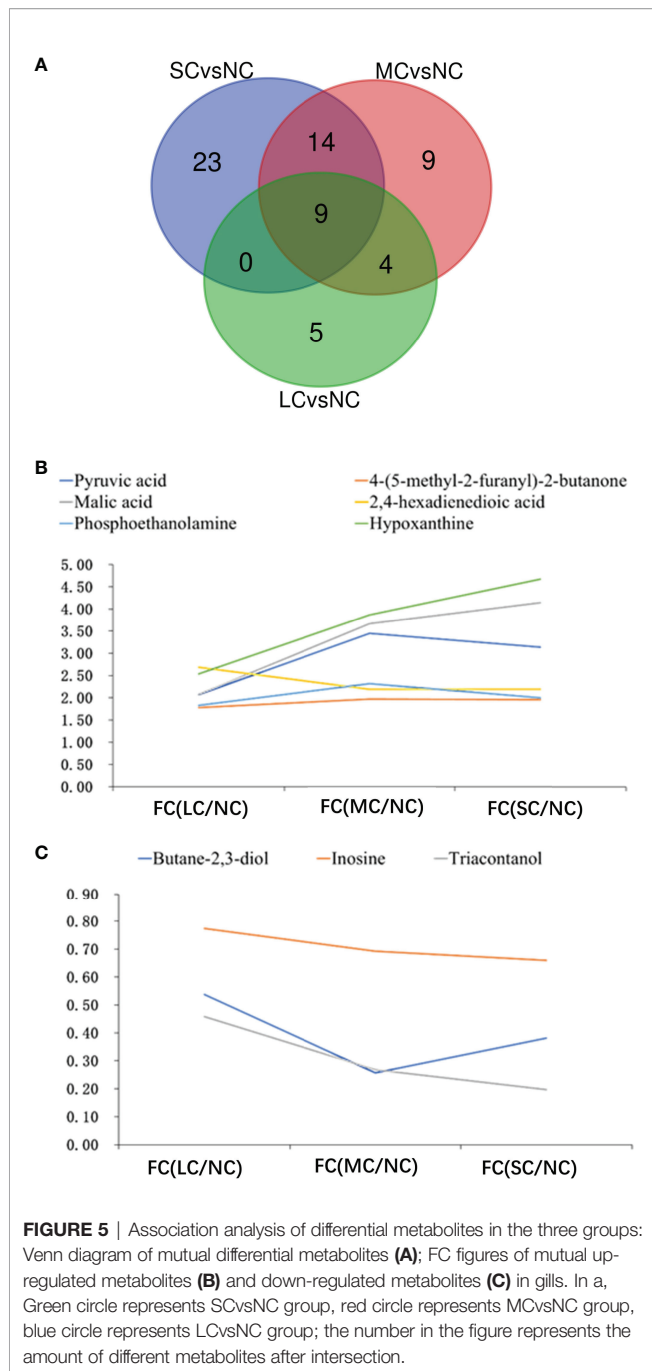 A
SCvsNC MCvsNC
23 14 9
9
0 4
5
LCvsNC
B
Pyruvic acid 4-(5-methyl-2-furanyl)-2-butanone
Malic acid 2,4-hexadienedioic acid
Phosphoethanolamine Hypoxanthine
5.00
4.50
4.00
3.50
3.00
2.50
2.00
1.50
1.00
0.50
0.00
FC(LC/NC) FC(MC/NC) FC(SC/NC)
C
Butane-2,3-diol Inosine Triacontanol
0.90
0.80
0.70
0.60
0.50
0.40
0.30
0.20
0.10
0.00
FC(LC/NC) FC(MC/NC) FC(SC/NC)
FIGURE 5 | Association analysis of differential metabolites in the three groups:
Venn diagram of mutual differential metabolites (A); FC figures of mutual up-
regulated metabolites (B) and down-regulated metabolites (C) in gills. In a,
Green circle represents SCvsNC group, red circle represents MCvsNC group,
blue circle represents LCvsNC group; the number in the figure represents the
amount of different metabolites after intersection.